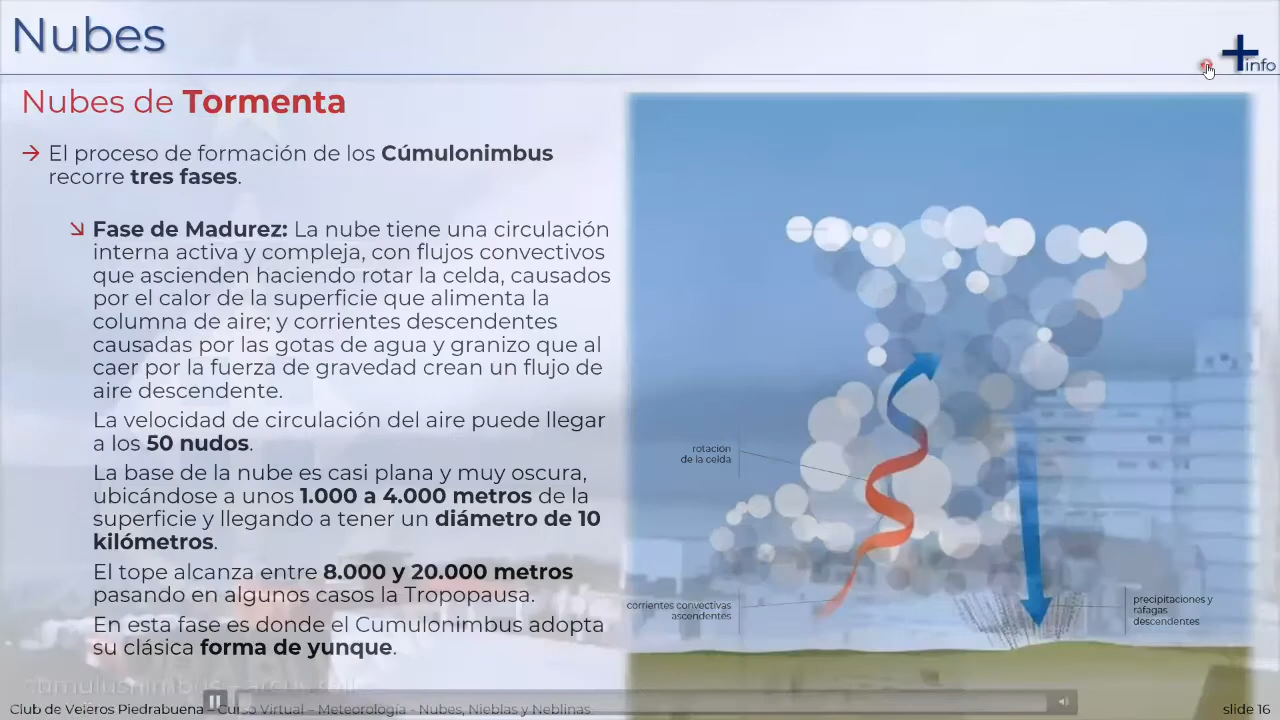 Nubes
info
Nubes de Tormenta
El proceso de formación de los Cúmulonimbus
recorre tres fases.
Fase de Madurez: La nube tiene una circulación
interna activa y compleja, con flujos convectivos
que ascienden haciendo rotar la celda, causados
por el calor de la superficie que alimenta la
columna de aire; y corrientes descendentes
causadas por las gotas de agua y granizo que al
caer por la fuerza de gravedad crean un flujo de
aire descendente.
La velocidad de circulación del aire puede llegar
a los 50 nudos.
La base de la nube es casi plana y muy oscura,
ubicándose a unos 1.000 a 4.000 metros de la
superficie y llegando a tener un diámetro de 10
kilómetros.
El tope alcanza entre 8.000 y 20.000 metros
pasando en algunos casos la Tropopausa.
En esta fase es donde el Cumulonimbus adopta
su clásica forma de yunque.
rotación
de la celda
corrientes convectivas
ascendentes
precipitaciones y
ráfagas
descendentes
cumulusnimbus - arcus roll
Club de Veleros Piedrabuena – Curso Virtual – Meteorología - Nubes, Nieblas y Neblinas
slide 16